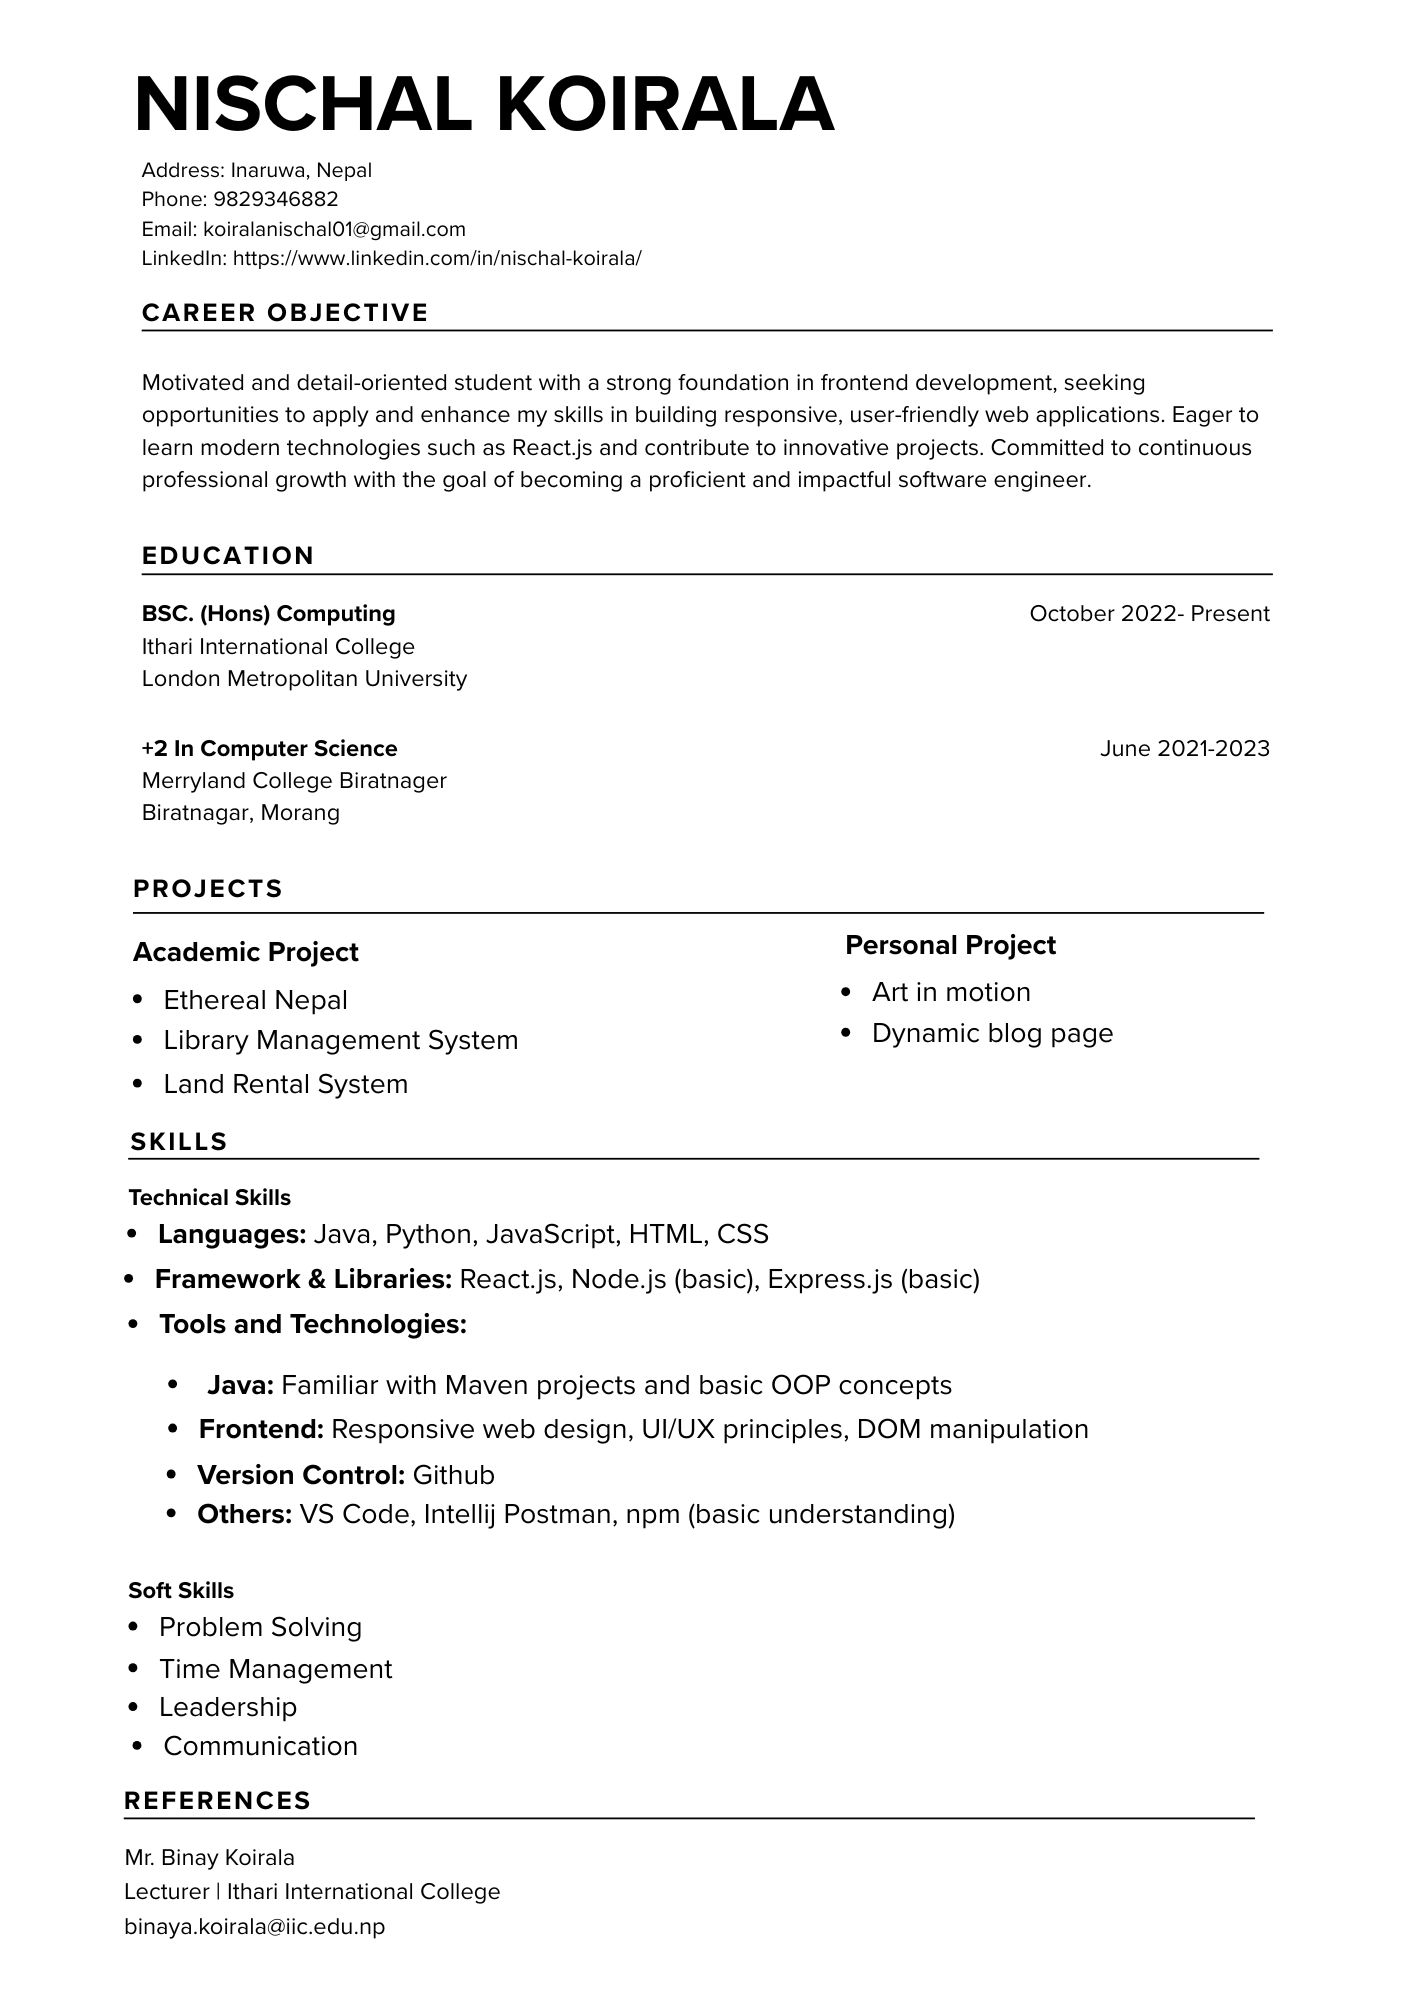 NISCHAL KOIRALA
Address: Inaruwa, Nepal
Phone: 9829346882
Email: koiralanischal01@gmail.com
LinkedIn: https://www.linkedin.com/in/nischal-koirala/
CAREER OBJECTIVE
Motivated and detail-oriented student with a strong foundation in frontend development, seeking
opportunities to apply and enhance my skills in building responsive, user-friendly web applications. Eager to
learn modern technologies such as React.js and contribute to innovative projects. Committed to continuous
professional growth with the goal of becoming a proficient and impactful software engineer.
EDUCATION
BSC. (Hons) Computing October 2022- Present
Ithari International College
London Metropolitan University
+2 In Computer Science June 2021-2023
Merryland College Biratnager
Biratnagar, Morang
PROJECTS
Academic Project
• Ethereal Nepal
• Library Management System
• Land Rental System
Personal Project
• Art in motion
• Dynamic blog page
SKILLS
Technical Skills
• Languages: Java, Python, JavaScript, HTML, CSS
• Framework & Libraries: React.js, Node.js (basic), Express.js (basic)
• Tools and Technologies:
• Java: Familiar with Maven projects and basic OOP concepts
• Frontend: Responsive web design, UI/UX principles, DOM manipulation
• Version Control: Github
• Others: VS Code, Intellij Postman, npm (basic understanding)
Soft Skills
• Problem Solving
• Time Management
• Leadership
• Communication
REFERENCES
Mr. Binay Koirala
Lecturer | Ithari International College
binaya.koirala@iic.edu.np